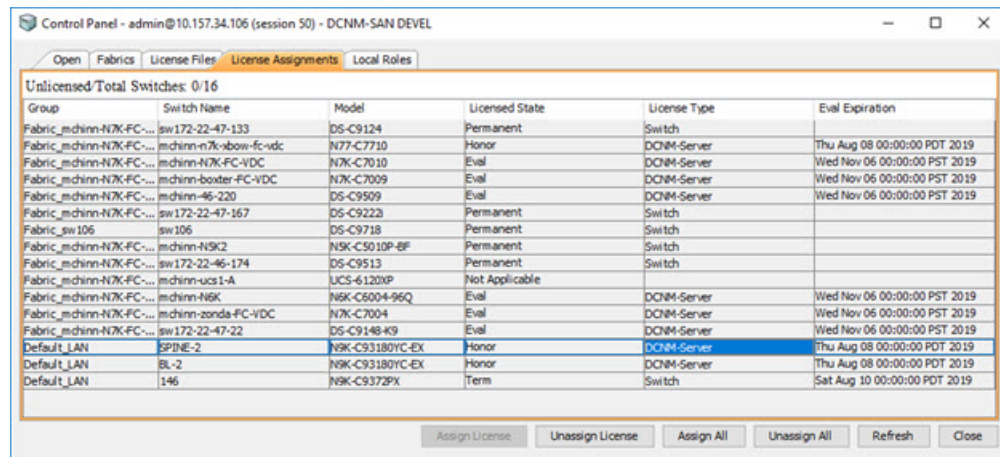 Control Panel - admin@10.157.34.106 (session 50) - DCNM-SAN DEVEL
Open Fabrics License Files License Assignments Local Roles
Unlicensed/Total Switches: 0/16
Group Switch Name Model Licensed State License Type Eval Expiration
Fabric_mchinn-N7K-FC-... sw172-22-47-133 DS-C9124 Permanent Switch
Fabric_mchinn-N7K-FC-... mchinn-n7k-xbow-fc-vdc N77-C7710 Honor DCNM-Server Thu Aug 08 00:00:00 PDT 2019
Fabric_mchinn-N7K-FC-... mchinn-N7K-FC-VDC N7K-C7010 Eval DCNM-Server Wed Nov 06 00:00:00 PST 2019
Fabric_mchinn-N7K-FC-... mchinn-boxter-FC-VDC N7K-C7009 Eval DCNM-Server Wed Nov 06 00:00:00 PST 2019
Fabric_mchinn-N7K-FC-... mchinn-46-220 DS-C9509 Eval DCNM-Server Wed Nov 06 00:00:00 PST 2019
Fabric_mchinn-N7K-FC-... sw172-22-47-167 DS-C9222i Permanent Switch
Fabric_sw106 sw106 DS-C9718 Permanent Switch
Fabric_mchinn-N7K-FC-... mchinn-N5K2 N5K-C5010P-BF Permanent Switch
Fabric_mchinn-N7K-FC-... sw172-22-46-174 DS-C9513 Permanent Switch
Fabric_mchinn-N7K-FC-... mchinn-ucs1-A UCS-6120XP Not Applicable
Fabric_mchinn-N7K-FC-... mchinn-N6K N6K-C6004-96Q Eval DCNM-Server Wed Nov 06 00:00:00 PST 2019
Fabric_mchinn-N7K-FC-... mchinn-zonda-FC-VDC N7K-C7004 Eval DCNM-Server Wed Nov 06 00:00:00 PST 2019
Fabric_mchinn-N7K-FC-... sw172-22-47-22 DS-C9148-K9 Eval DCNM-Server Wed Nov 06 00:00:00 PST 2019
Default_LAN SPINE-2 N9K-C93180YC-EX Honor DCNM-Server Thu Aug 08 00:00:00 PDT 2019
Default_LAN BL-2 N9K-C93180YC-EX Honor DCNM-Server Thu Aug 08 00:00:00 PDT 2019
Default_LAN 146 N9K-C9372PX Term Switch Sat Aug 10 00:00:00 PDT 2019
Assign License Unassign License Assign All Unassign All Refresh Close